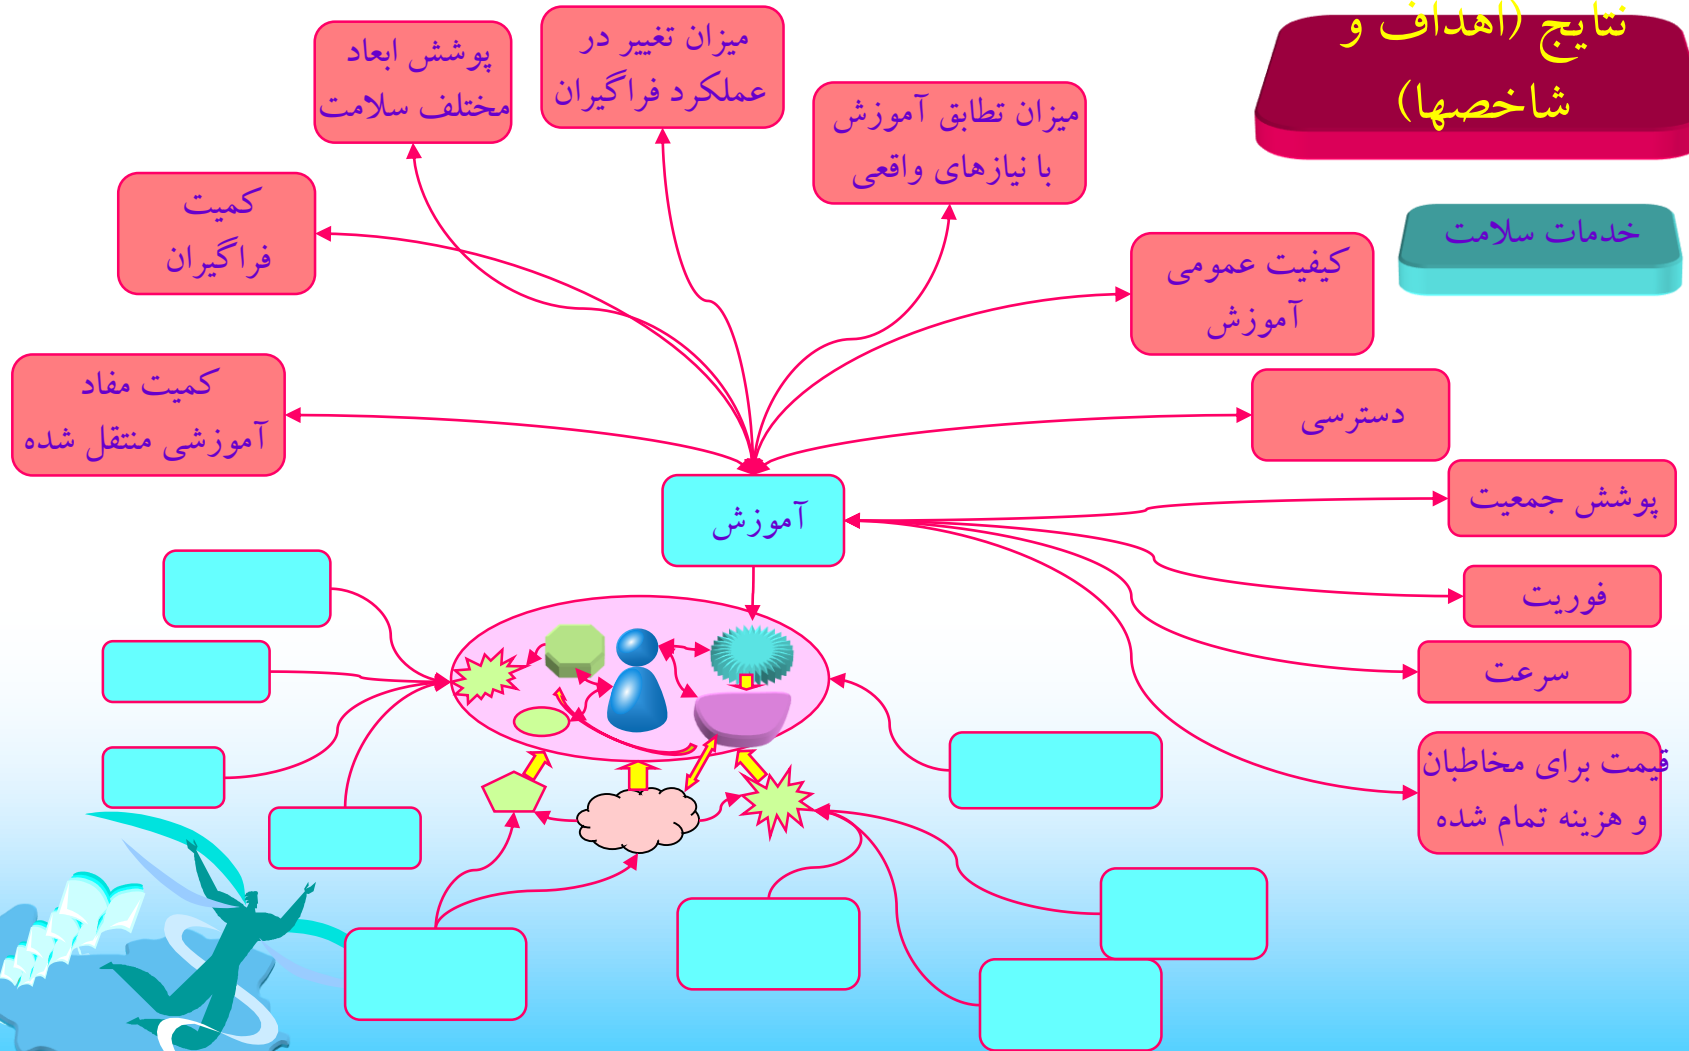 نتایج (اهداف و
شاخصها)
خدمات سلامت
میزان تغییر در
عملکرد فراگیران
پوشش ابعاد
مختلف سلامت
میزان تطابق آموزش
با نیازهای واقعی
کمیت
فراگیران
کیفیت عمومی
آموزش
کمیت مفاد
آموزشی منتقل شده
دسترسی
پوشش جمعیت
آموزش
فوریت
سرعت
قیمت برای مخاطبان
و هزینه تمام شده